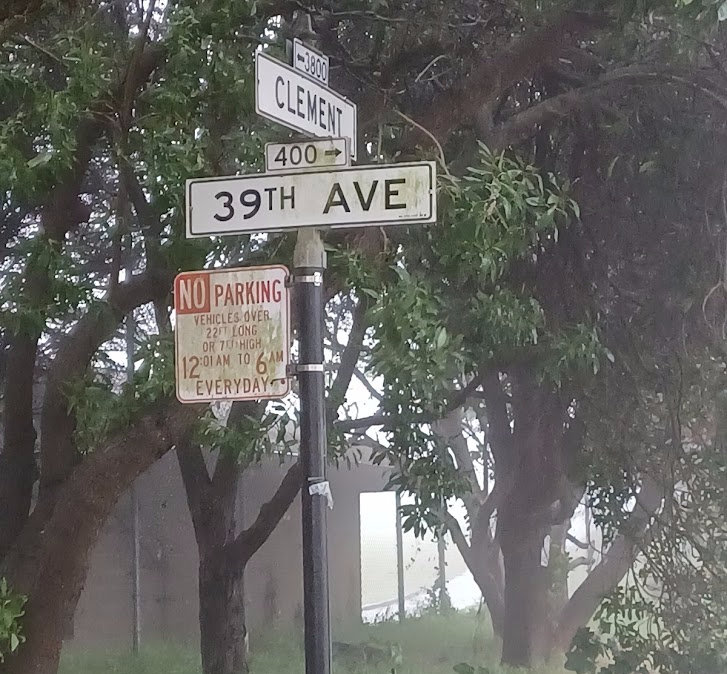 ←3800
CLEMENT
400 →
39TH AVE
NO PARKING
VEHICLES OVER
22FT LONG
OR 7FT HIGH
12:01AM TO 6AM
EVERYDAY